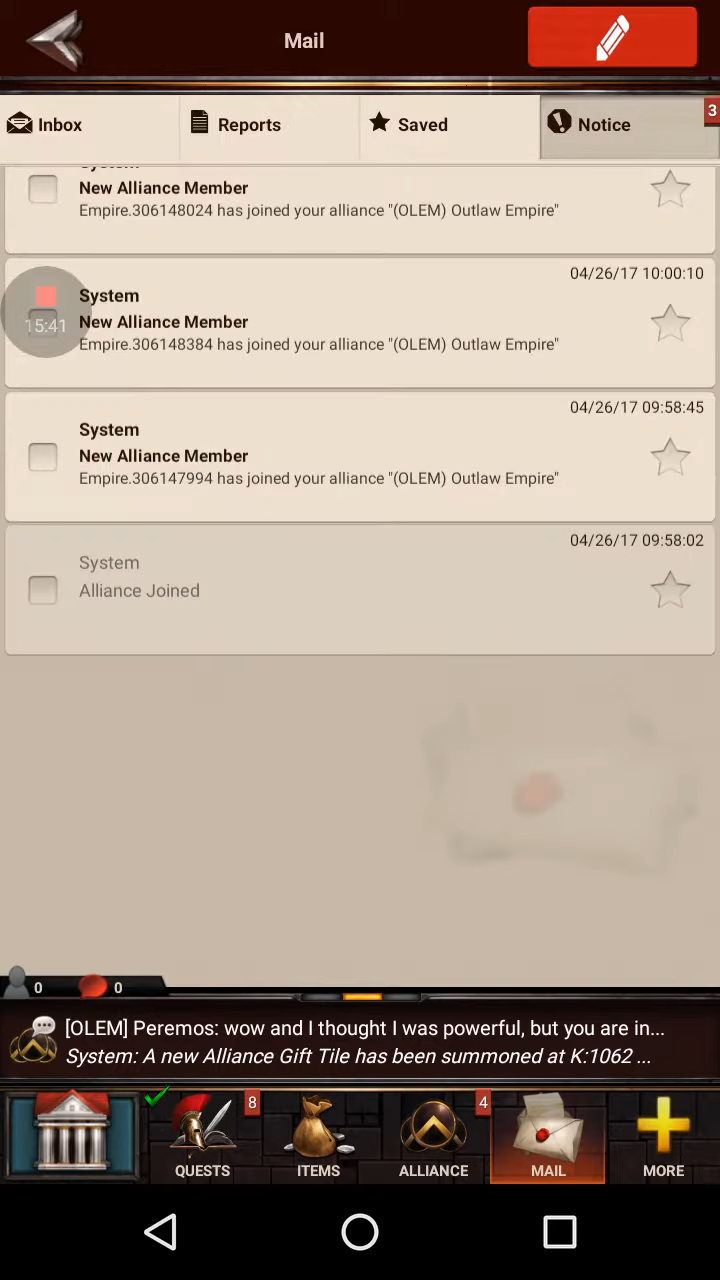 Mail
Inbox
Reports
Saved
Notice
3
System
New Alliance Member
Empire.306148024 has joined your alliance "(OLEM) Outlaw Empire"
04/26/17 10:00:10
System
15:41
New Alliance Member
Empire.306148384 has joined your alliance "(OLEM) Outlaw Empire"
04/26/17 09:58:45
System
New Alliance Member
Empire.306147994 has joined your alliance "(OLEM) Outlaw Empire"
04/26/17 09:58:02
System
Alliance Joined
0
0
[OLEM] Peremos: wow and I thought I was powerful, but you are in...
System: A new Alliance Gift Tile has been summoned at K:1062 ...
8
4
QUESTS
ITEMS
ALLIANCE
MAIL
MORE